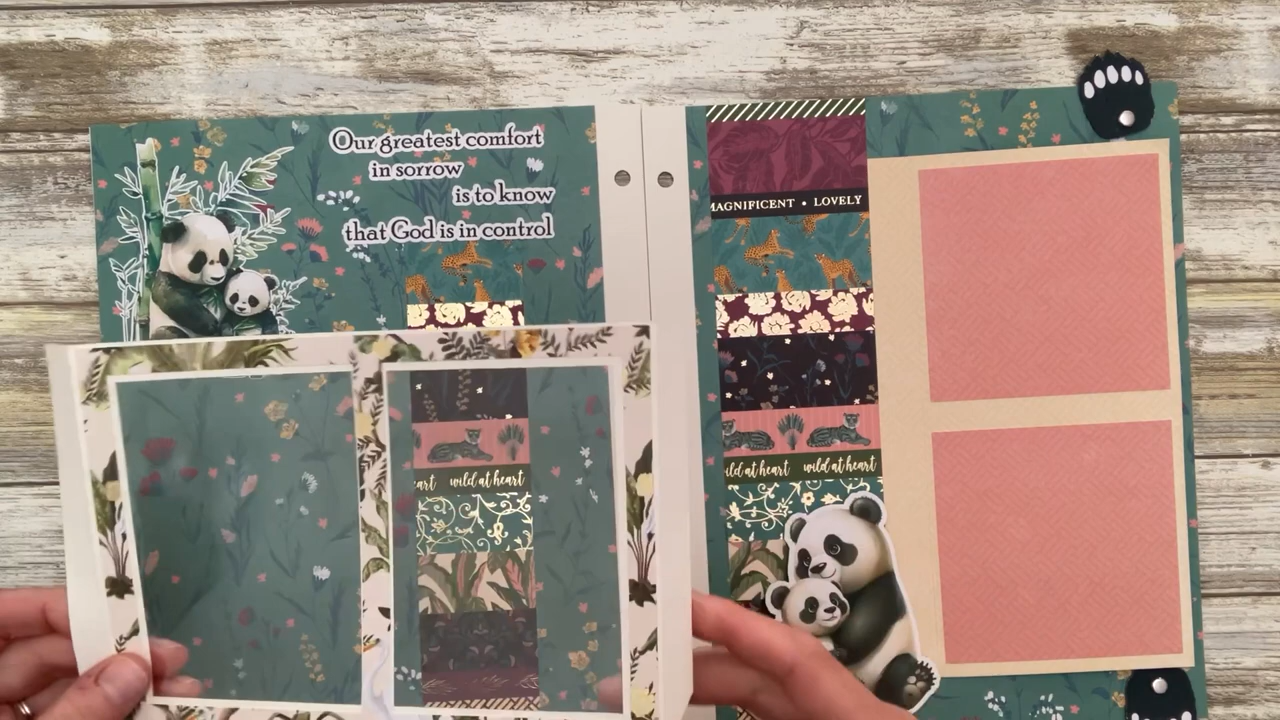 Our greatest comfort
in sorrow
is to know
that God is in control
MAGNIFICENT • LOVELY
wild at heart wild at heart
wild at heart